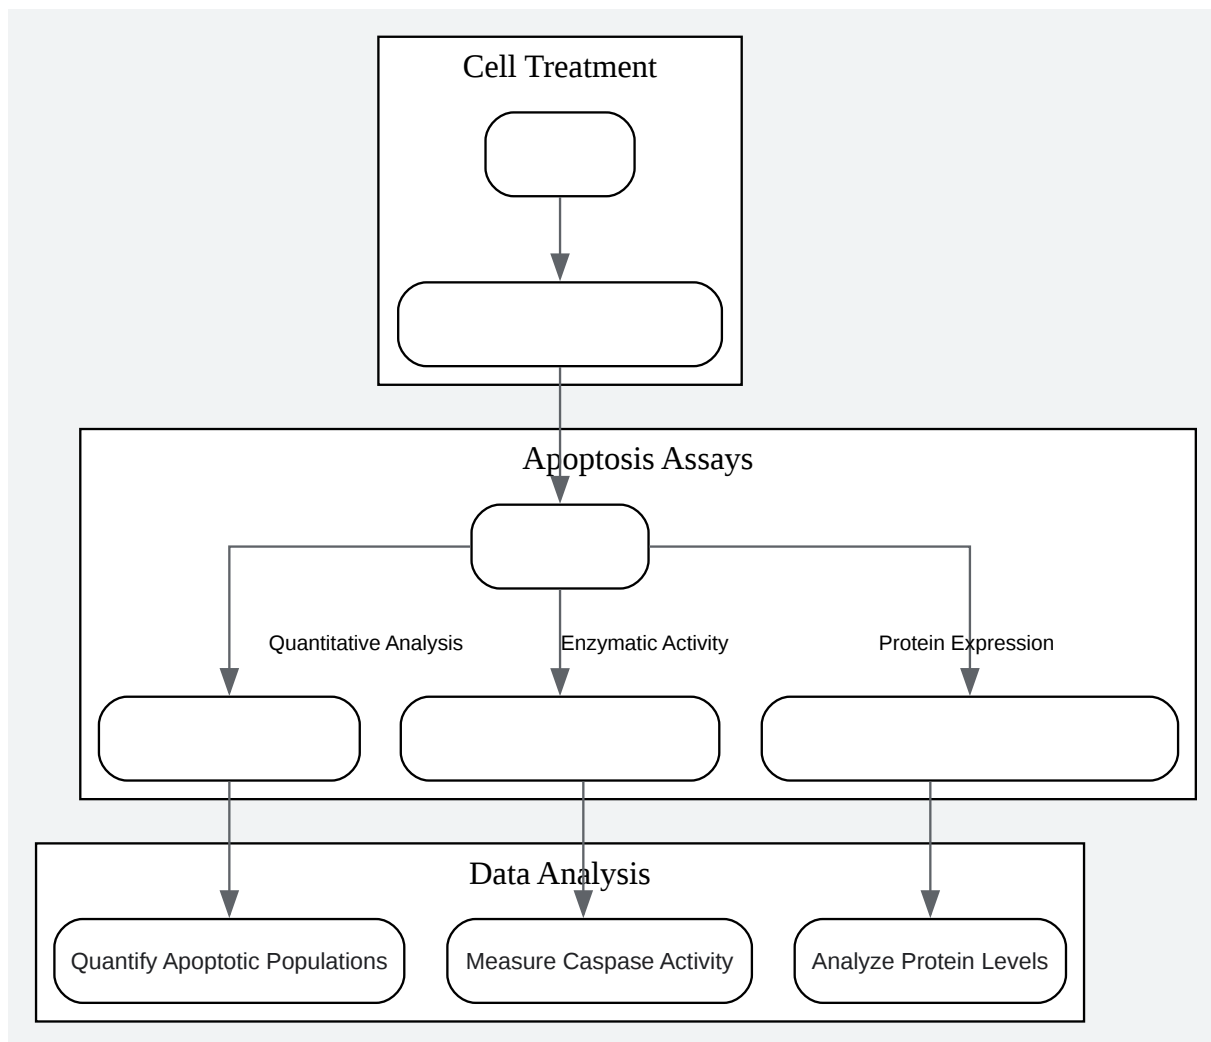 Cell Treatment
Apoptosis Assays
Quantitative Analysis
Enzymatic Activity
Protein Expression
Data Analysis
Quantify Apoptotic Populations
Measure Caspase Activity
Analyze Protein Levels